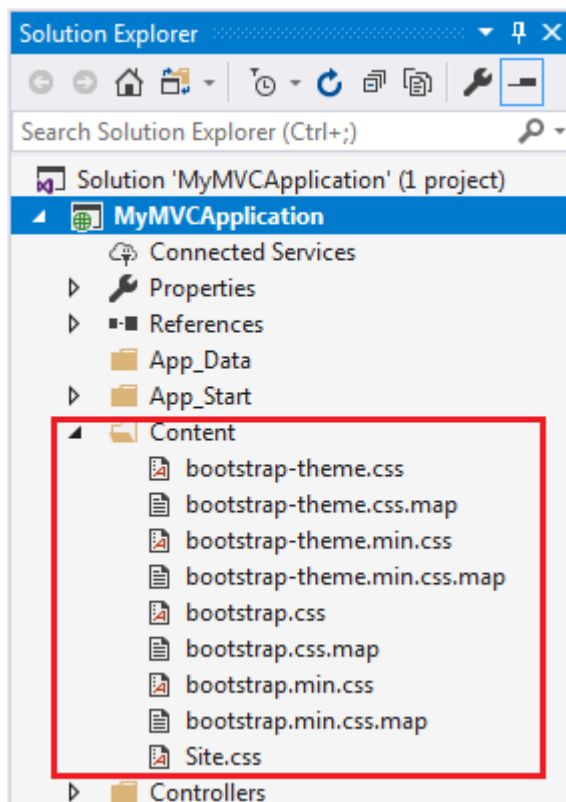 Solution Explorer
Search Solution Explorer (Ctrl+;)
Solution 'MyMVCApplication' (1 project)
MyMVCApplication
Connected Services
Properties
References
App_Data
App_Start
Content
bootstrap-theme.css
bootstrap-theme.css.map
bootstrap-theme.min.css
bootstrap-theme.min.css.map
bootstrap.css
bootstrap.css.map
bootstrap.min.css
bootstrap.min.css.map
Site.css
Controllers